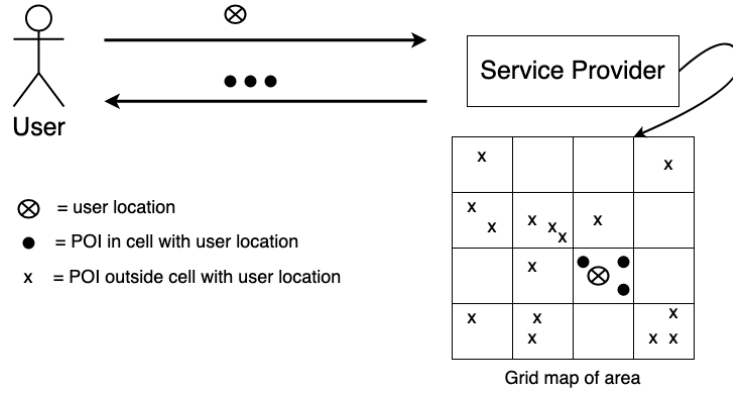 User
Service Provider
= user location
= POI in cell with user location
x = POI outside cell with user location
x x
x x x x x x
x
x x x
x x x
Grid map of area